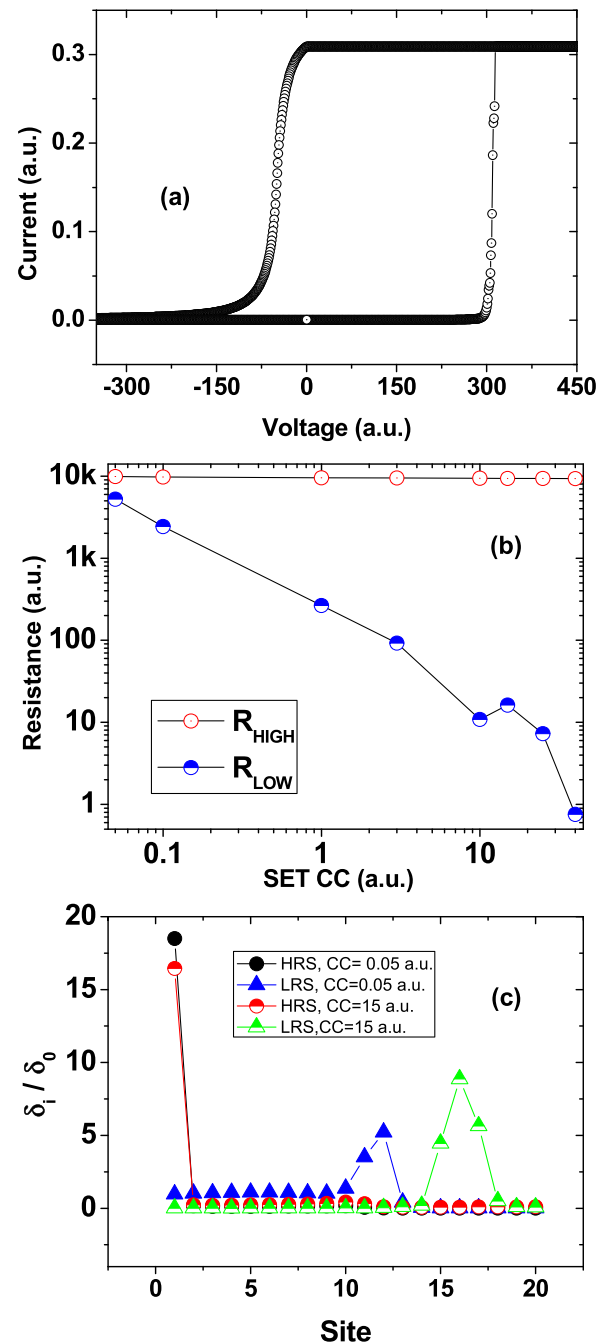 0.3
0.2
0.1
0.0
Current (a.u.)
(a)
-300 -150 0 150 300 450
Voltage (a.u.)
10k
1k
100
10
1
Resistance (a.u.)
(b)
R_HIGH
R_LOW
0.1 1 10
SET CC (a.u.)
20
15
10
5
0
δ_i / δ_0
HRS, CC= 0.05 a.u.
LRS, CC=0.05 a.u.
HRS, CC=15 a.u.
LRS,CC=15 a.u.
(c)
0 5 10 15 20
Site